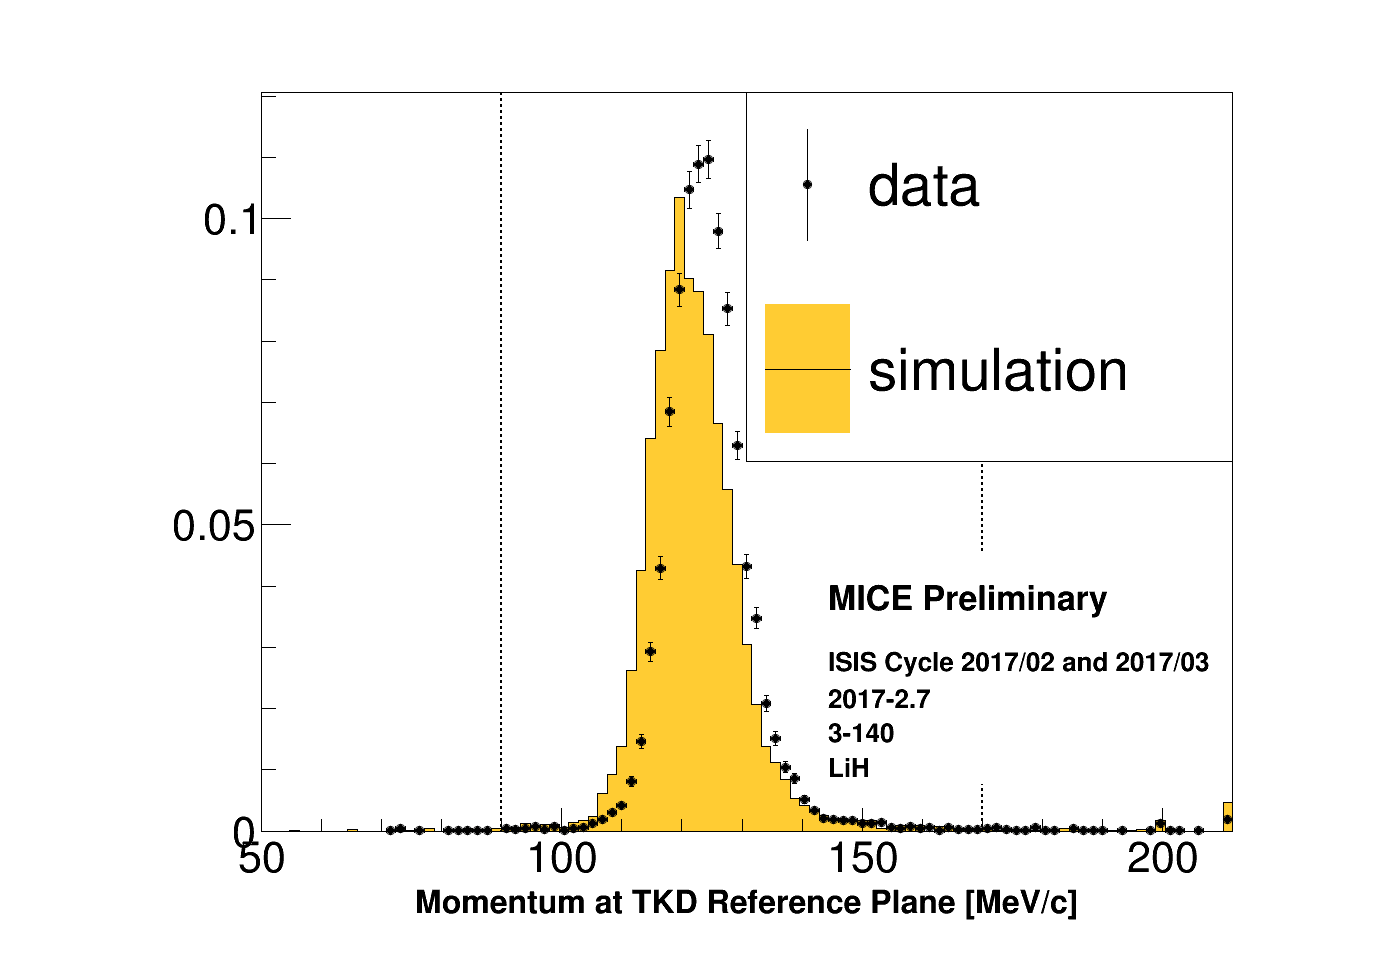 data
0.1
simulation
0.05
MICE Preliminary
ISIS Cycle 2017/02 and 2017/03
2017-2.7
3-140
LiH
0
50 100 150 200
Momentum at TKD Reference Plane [MeV/c]